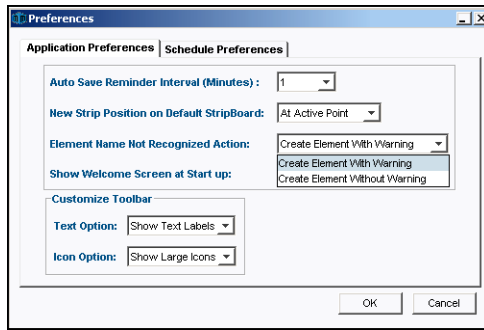 Preferences
Application Preferences Schedule Preferences
Auto Save Reminder Interval (Minutes) : 1
New Strip Position on Default StripBoard: At Active Point
Element Name Not Recognized Action: Create Element With Warning
Create Element With Warning
Show Welcome Screen at Start up: Create Element Without Warning
Customize Toolbar
Text Option: Show Text Labels
Icon Option: Show Large Icons
OK Cancel